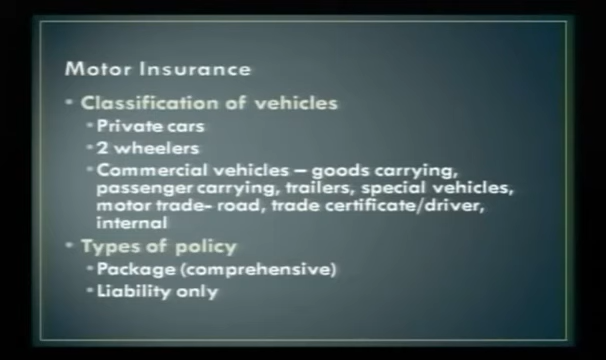 Motor Insurance
• Classification of vehicles
• Private cars
• 2 wheelers
• Commercial vehicles – goods carrying,
passenger carrying, trailers, special vehicles,
motor trade- road, trade certificate/driver,
internal
• Types of policy
• Package (comprehensive)
• Liability only